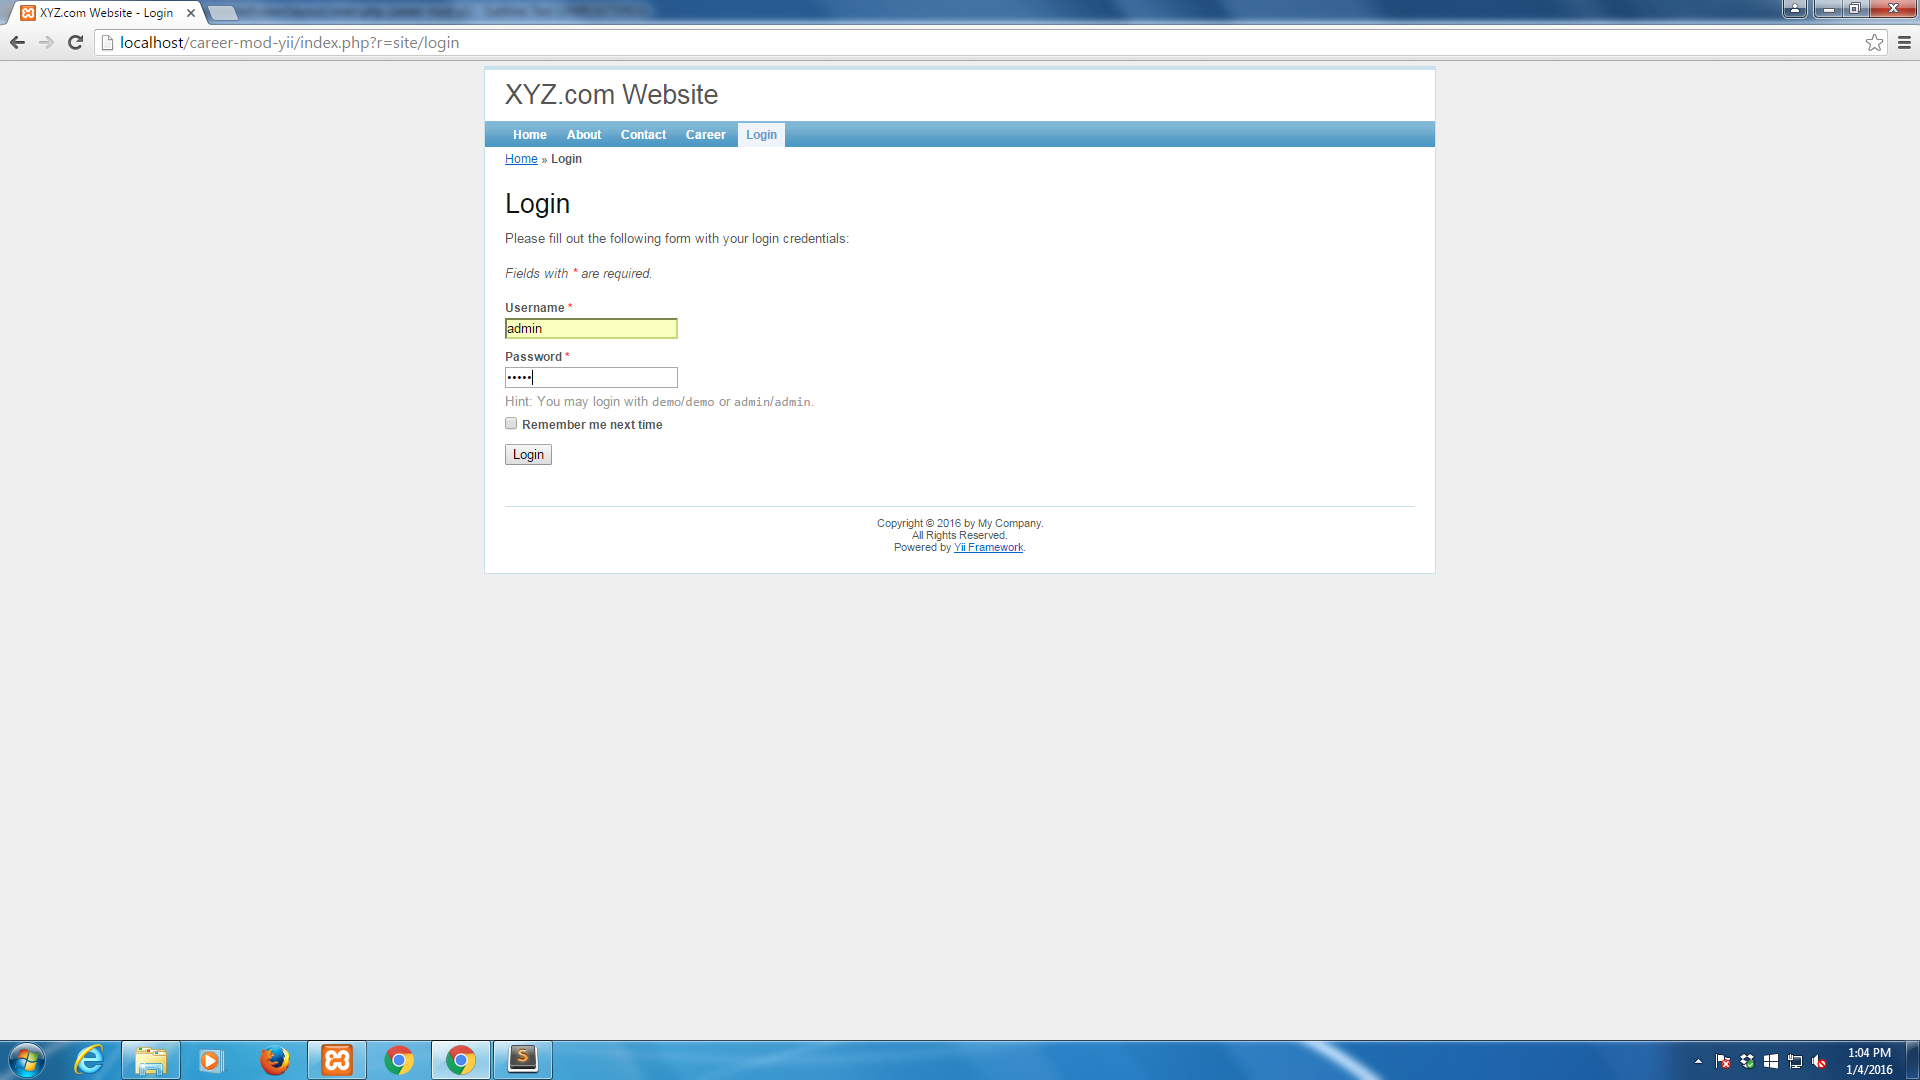 XYZ.com Website - Login
localhost/career-mod-yii/index.php?r=site/login
XYZ.com Website
Home About Contact Career Login
Home » Login
Login
Please fill out the following form with your login credentials:
Fields with * are required.
Username *
admin
Password *
•••••
Hint: You may login with demo/demo or admin/admin.
Remember me next time
Login
Copyright © 2016 by My Company.
All Rights Reserved.
Powered by Yii Framework.
1:04 PM
1/4/2016